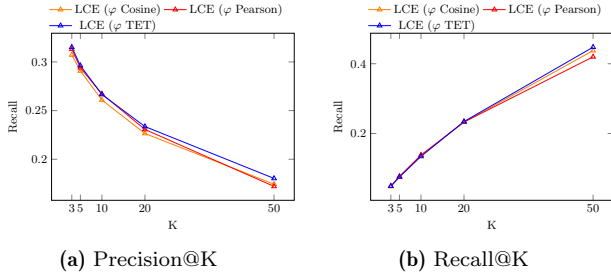 LCE (φ Cosine) LCE (φ Pearson)
LCE (φ TET)
0.3
0.25
0.2
Recall
3 5 10 20 50
K
(a) Precision@K
LCE (φ Cosine) LCE (φ Pearson)
LCE (φ TET)
0.4
0.2
Recall
3 5 10 20 50
K
(b) Recall@K